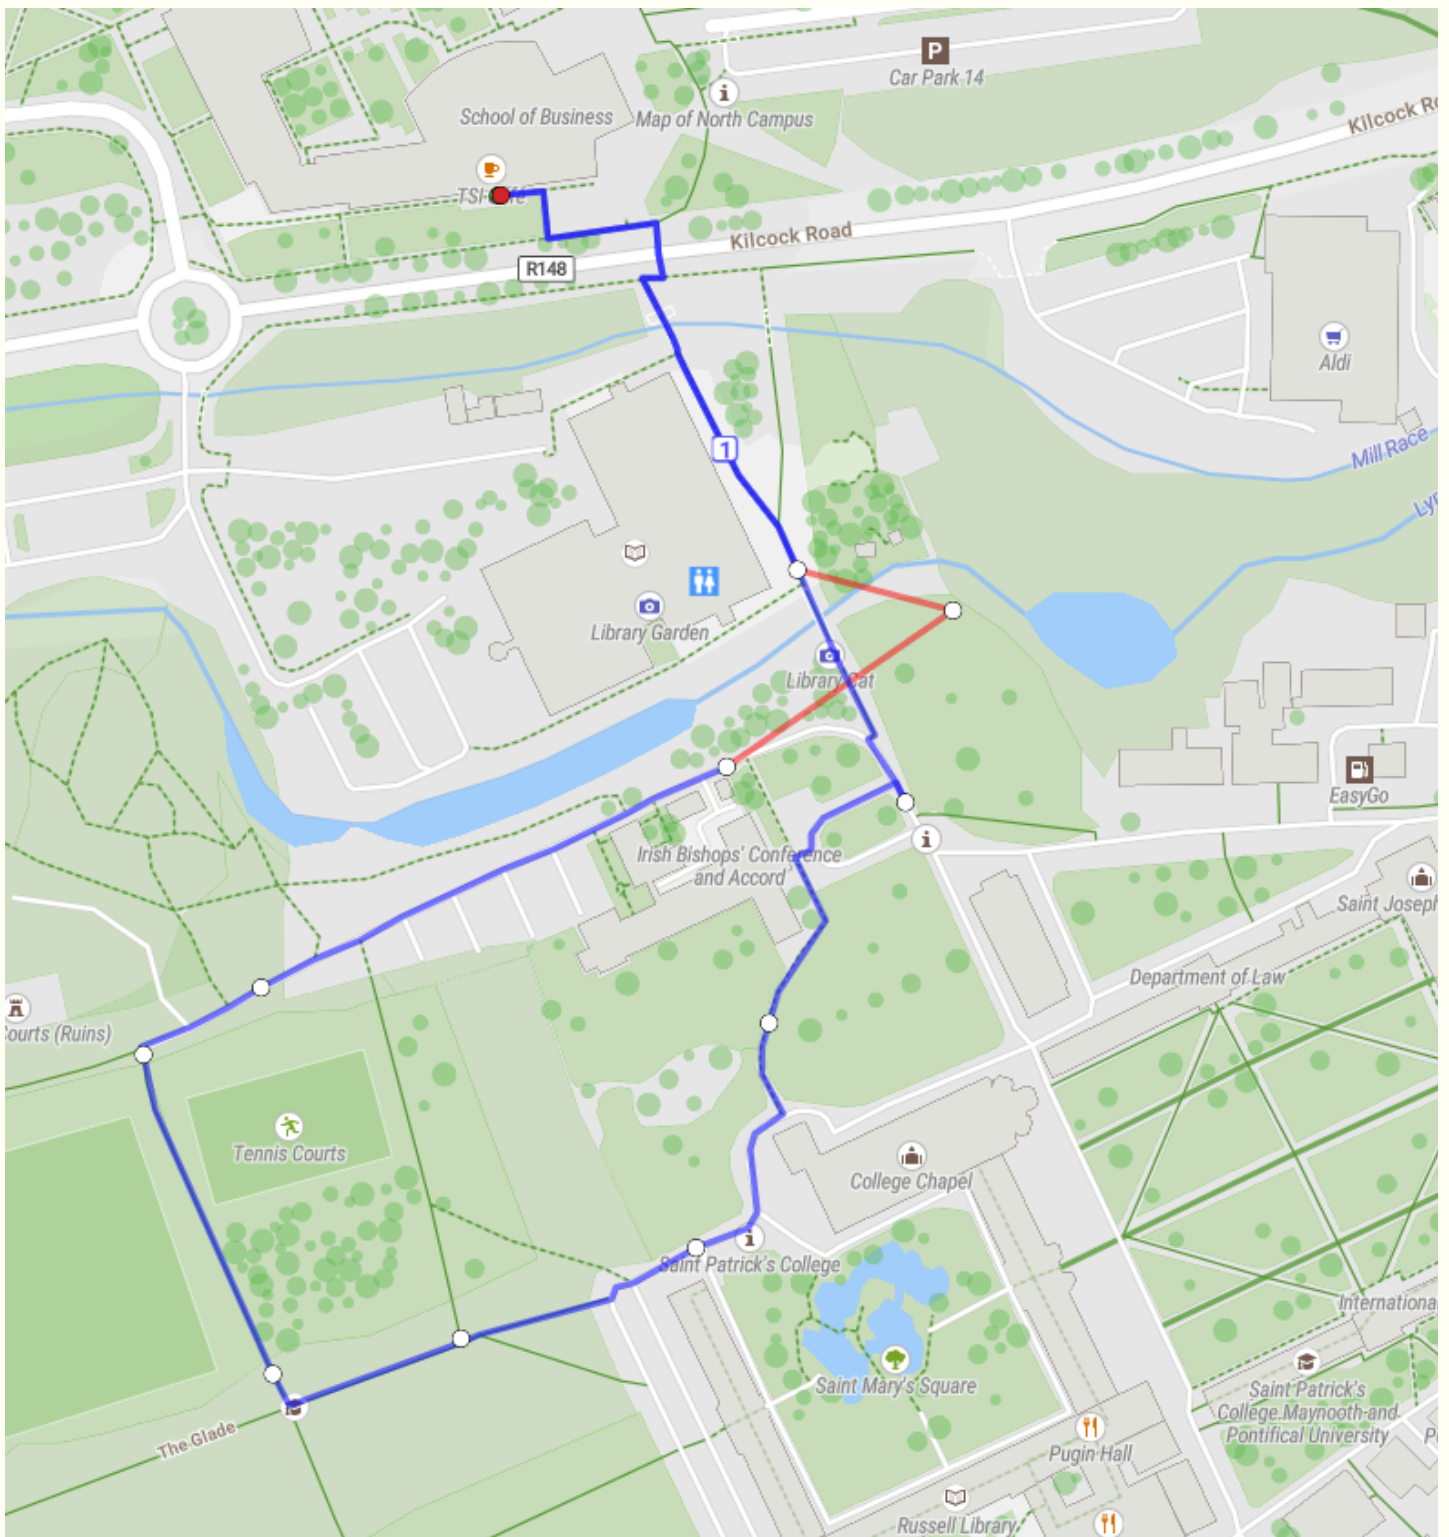 P
Car Park 14
Map of North Campus
School of Business
Kilcock Ro
TSI
Kilcock Road
R148
Aldi
Mill Race
1
Library Garden
Library Cat
EasyGo
Irish Bishops' Conference
and Accord
Saint Joseph
Department of Law
ourts (Ruins)
Tennis Courts
College Chapel
Saint Patrick's College
Internationa
Saint Mary's Square
Saint Patrick's
College.Maynooth and
Pontifical University
The Glade
Pugin Hall
Russell Library